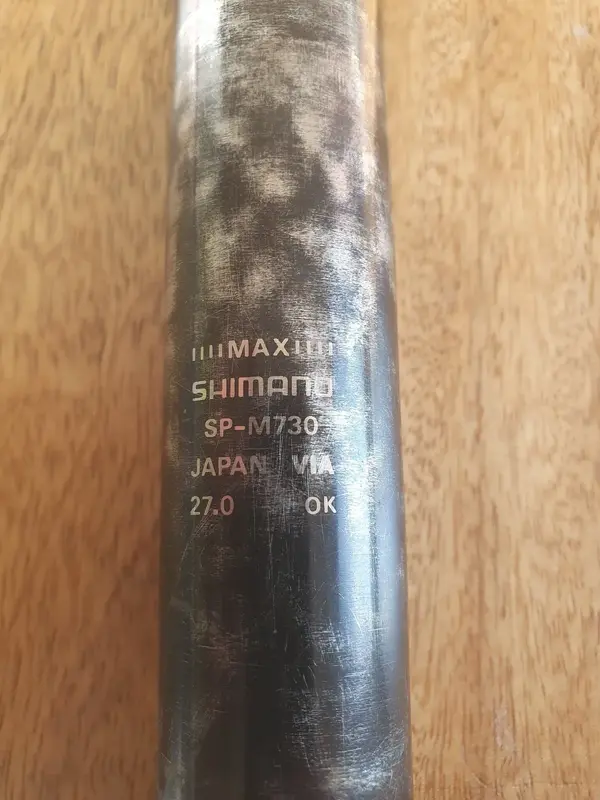 ||||MAX||||
SHIMANO
SP-M730
JAPAN VIA
27.0 OK